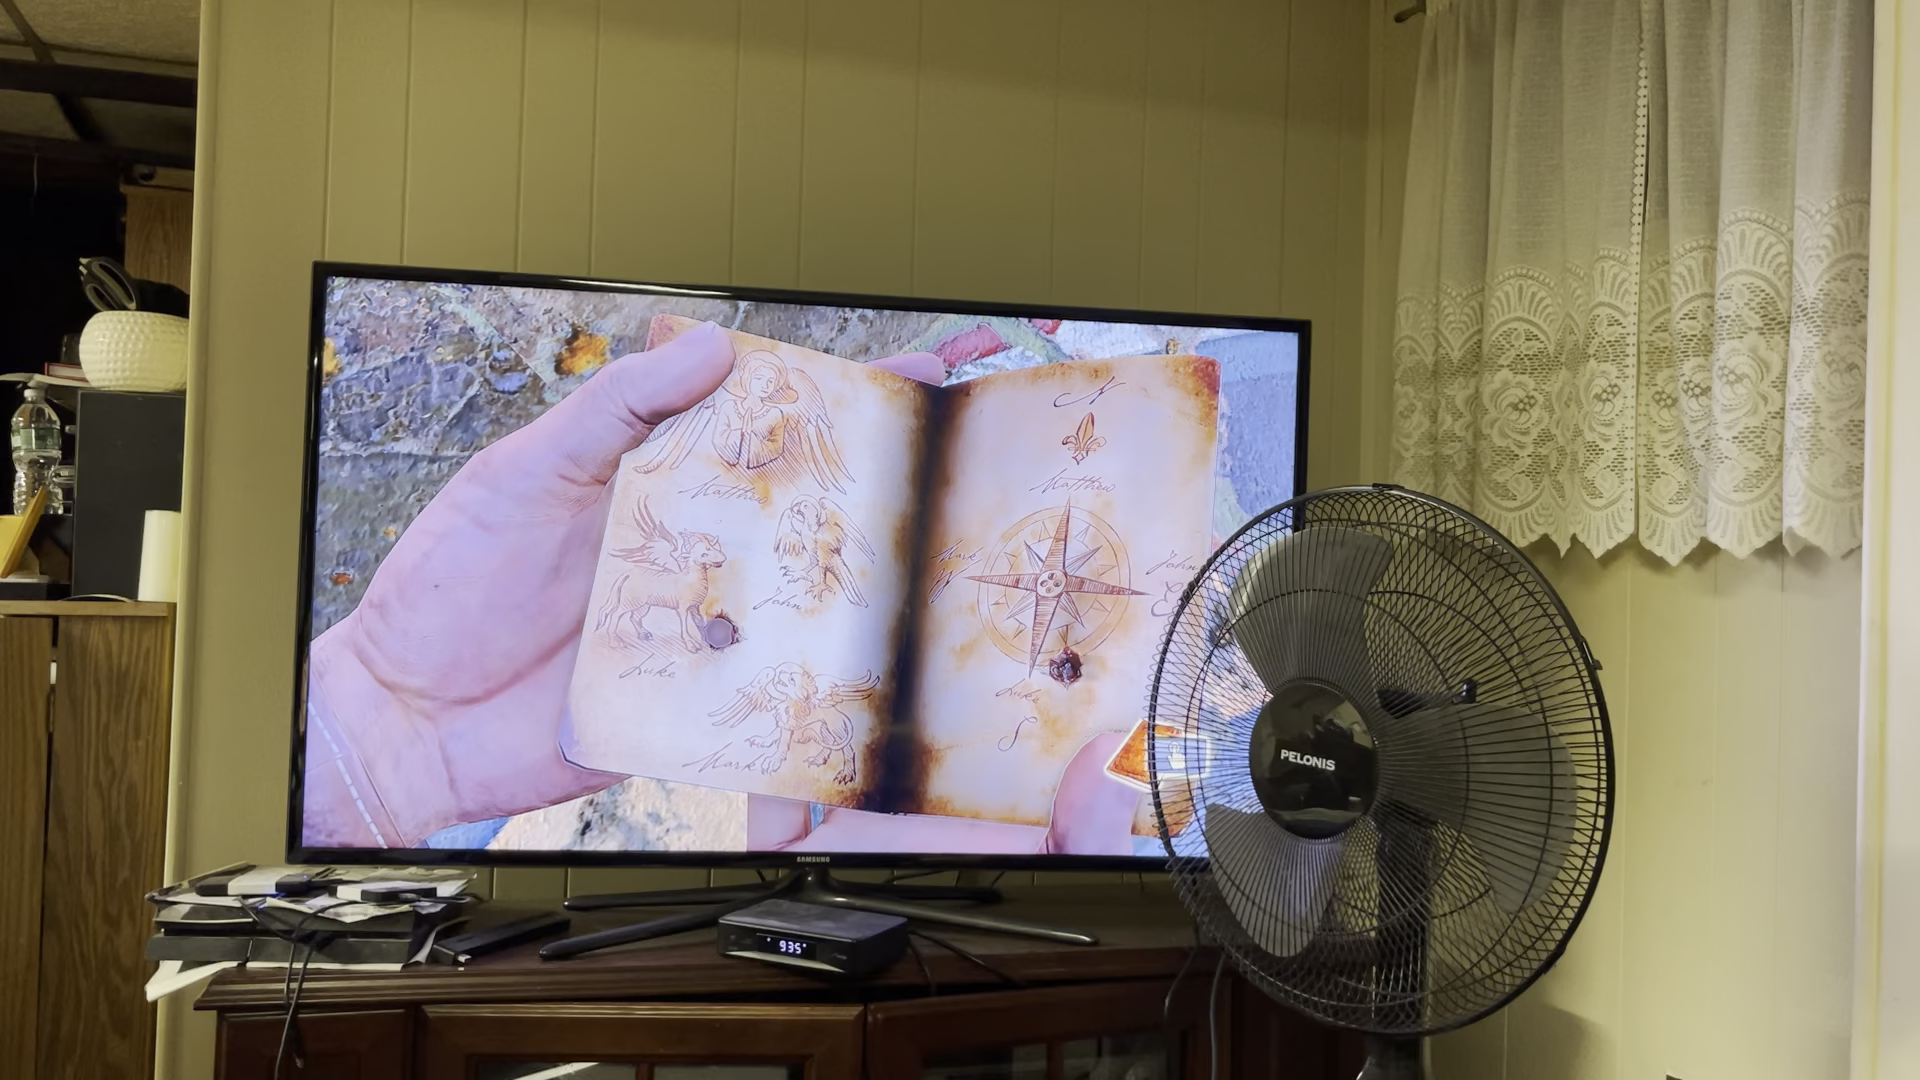 N
Matthew
Matthew
Mark
W
John
E
John
Luke
Luke
S
Mark
PELONIS
SAMSUNG
935